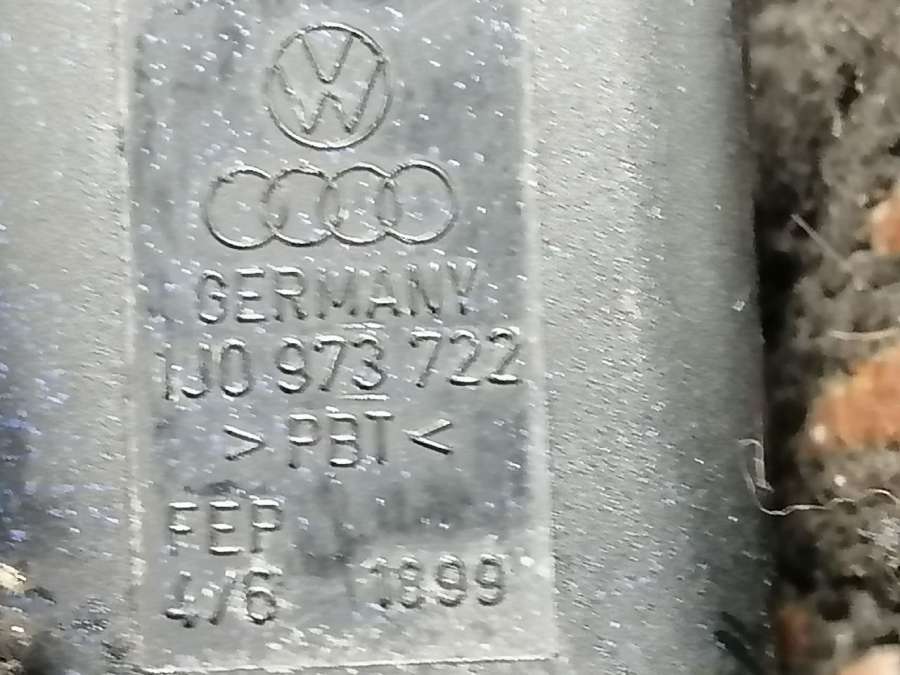 GERMANY
1J0 973 722
> PBT <
FEP
4/6 1899